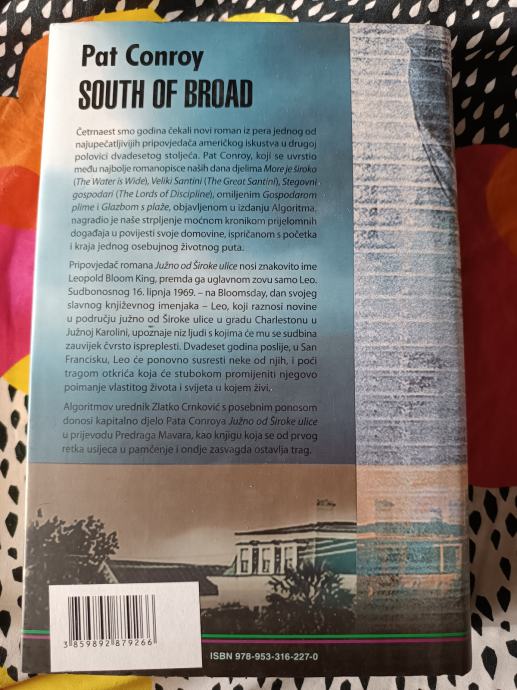 Pat Conroy
SOUTH OF BROAD
Četrnaest smo godina čekali novi roman iz pera jednog od
najupečatljivijih pripovjedača američkog iskustva u drugoj
polovici dvadesetog stoljeća. Pat Conroy, koji se uvrstio
među najbolje romanopisce naših dana djelima More je široko
(The Water is Wide), Veliki Santini (The Great Santini), Stegovni
gospodari (The Lords of Discipline), omiljenim Gospodarom
plime i Glazbom s plaže, objavljenom u izdanju Algoritma,
nagradio je naše strpljenje moćnom kronikom prijelomnih
događaja u povijesti svoje domovine, ispričanom s početka
i kraja jednog osebujnog životnog puta.
Pripovjedač romana Južno od Široke ulice nosi znakovito ime
Leopold Bloom King, premda ga uglavnom zovu samo Leo.
Sudbonosnog 16. lipnja 1969. – na Bloomsday, dan svojeg
slavnog književnog imenjaka – Leo, koji raznosi novine
u području južno od Široke ulice u gradu Charlestonu u
Južnoj Karolini, upoznaje niz ljudi s kojima će mu se sudbina
zauvijek čvrsto isplesti. Dvadeset godina poslije, u San
Francisku, Leo će ponovno susresti neke od njih, i poći
tragom otkrića koja će stubokom promijeniti njegovo
poimanje vlastitog života i svijeta u kojem živi.
Algoritmov urednik Zlatko Crnković s posebnim ponosom
donosi kapitalno djelo Pata Conroya Južno od Široke ulice
u prijevodu Predraga Mavara, kao knjigu koja se od prvog
retka usijeca u pamćenje i ondje zasvagda ostavlja trag.
3 859892 879266
ISBN 978-953-316-227-0